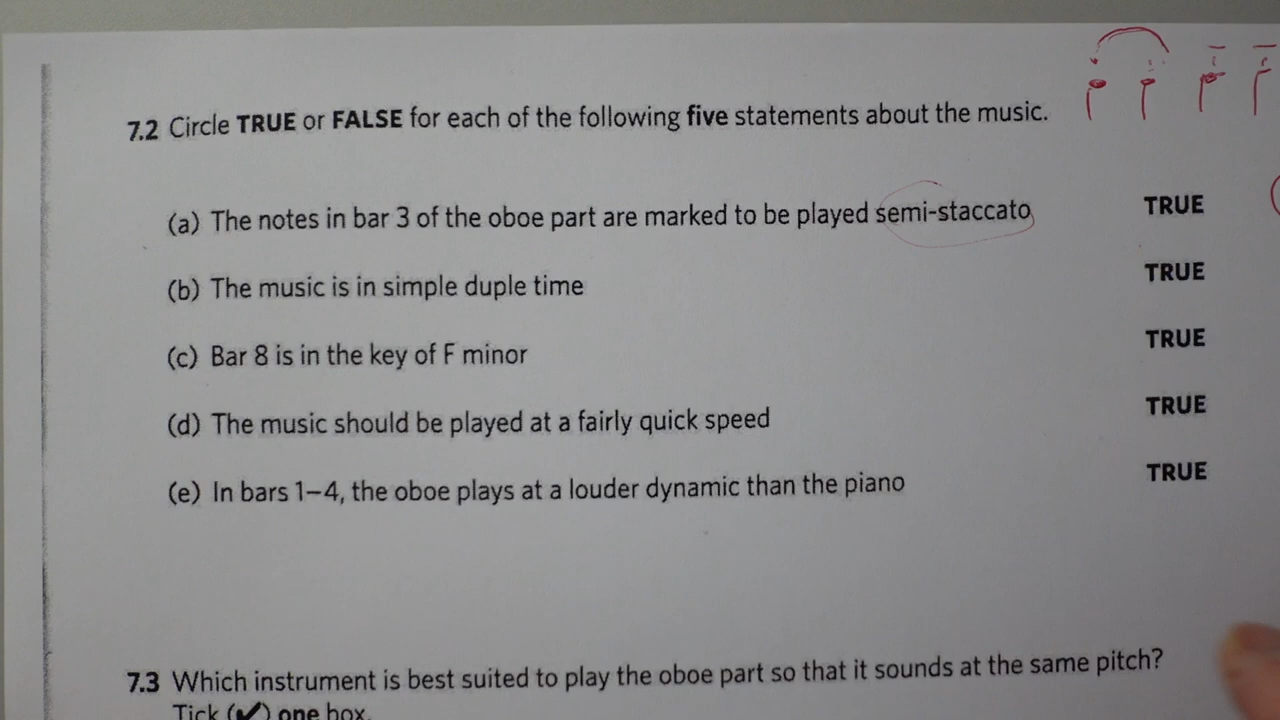 7.2 Circle TRUE or FALSE for each of the following five statements about the music.
(a) The notes in bar 3 of the oboe part are marked to be played semi-staccato TRUE
(b) The music is in simple duple time TRUE
(c) Bar 8 is in the key of F minor TRUE
(d) The music should be played at a fairly quick speed TRUE
(e) In bars 1–4, the oboe plays at a louder dynamic than the piano TRUE
7.3 Which instrument is best suited to play the oboe part so that it sounds at the same pitch?
Tick (✔) one box.